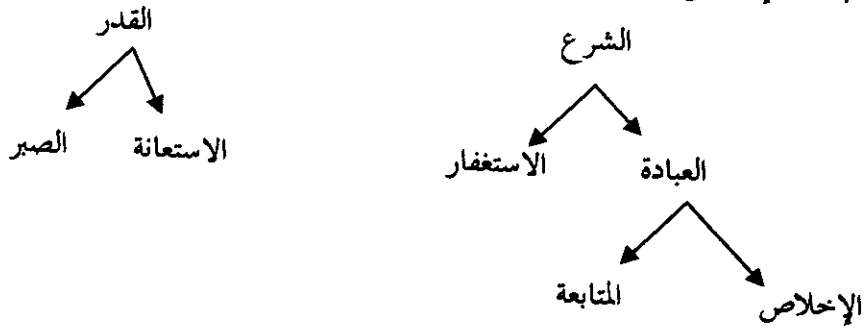 الشرع
القدر
العبادة
الاستغفار
الاستعانة
الصبر
الإخلاص
المتابعة